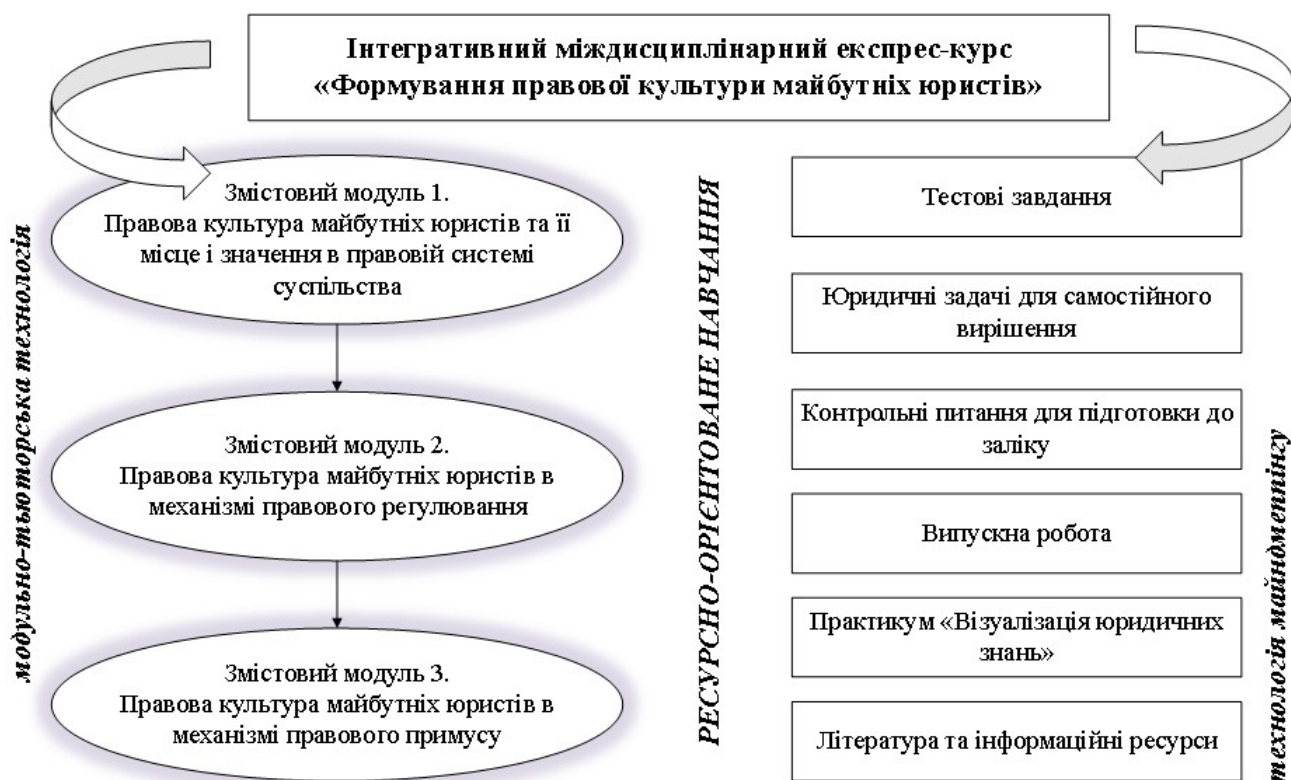 Інтегративний міждисциплінарний експрес-курс
«Формування правової культури майбутніх юристів»
модульно-тьюторська технологія
Змістовий модуль 1.
Правова культура майбутніх юристів та її
місце і значення в правовій системі
суспільства
Змістовий модуль 2.
Правова культура майбутніх юристів в
механізмі правового регулювання
Змістовий модуль 3.
Правова культура майбутніх юристів в
механізмі правового примусу
РЕСУРСНО-ОРІЄНТОВАНЕ НАВЧАННЯ
Тестові завдання
Юридичні задачі для самостійного
вирішення
Контрольні питання для підготовки до
заліку
Випускна робота
Практикум «Візуалізація юридичних
знань»
Література та інформаційні ресурси
технологія майндмеппінгу